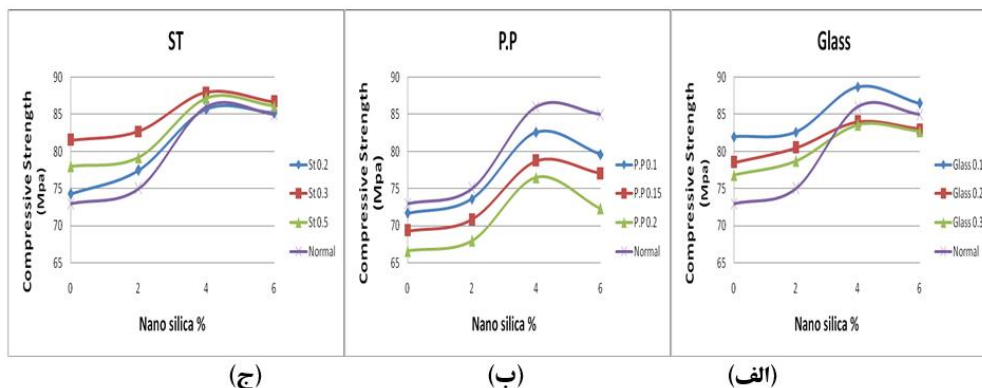 ST
Compressive Strength
(Mpa)
90
85
80
75
70
65
0 2 4 6
Nano silica %
St 0.2
St 0.3
St 0.5
Normal
(ج)
P.P
Compressive Strength
(Mpa)
90
85
80
75
70
65
0 2 4 6
Nano silica %
P.P 0.1
P.P 0.15
P.P 0.2
Normal
(ب)
Glass
Compressive Strength
(Mpa)
90
85
80
75
70
65
0 2 4 6
Nano silica %
Glass 0.1
Glass 0.2
Glass 0.3
Normal
(الف)